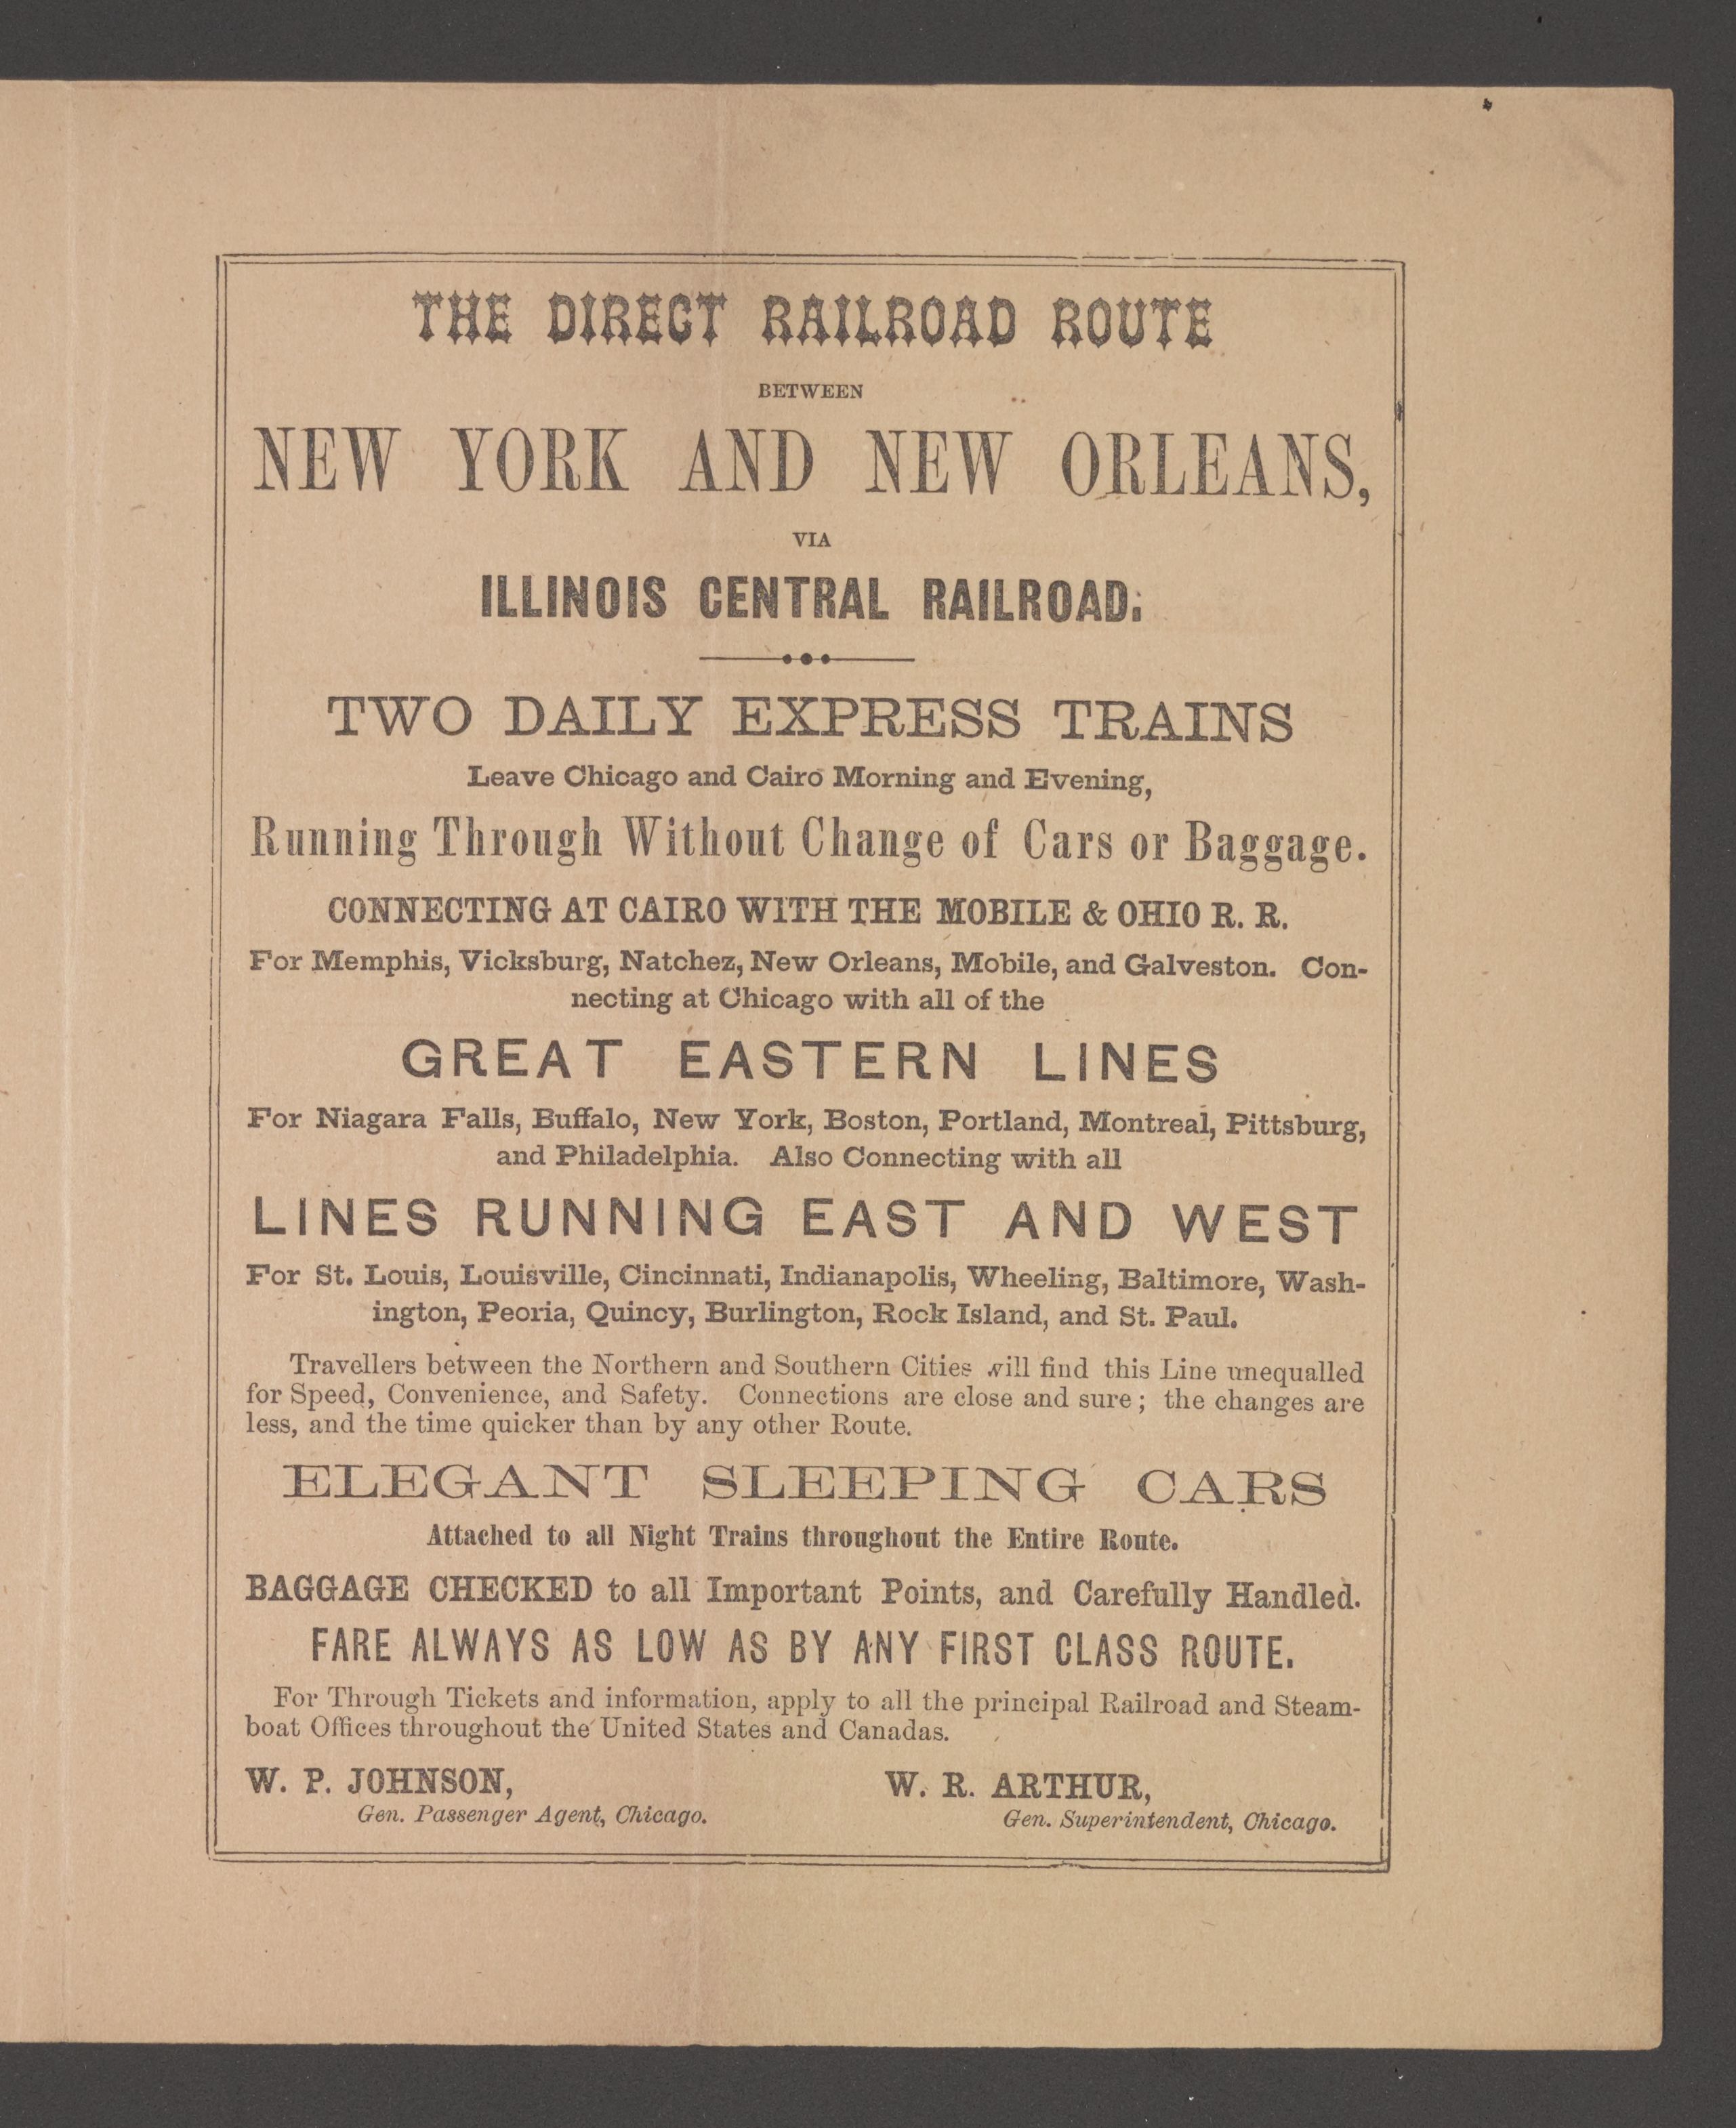 THE DIRECT RAILROAD ROUTE
BETWEEN
NEW YORK AND NEW ORLEANS,
VIA
ILLINOIS CENTRAL RAILROAD.
TWO DAILY EXPRESS TRAINS
Leave Chicago and Cairo Morning and Evening,
Running Through Without Change of Cars or Baggage.
CONNECTING AT CAIRO WITH THE MOBILE & OHIO R. R.
For Memphis, Vicksburg, Natchez, New Orleans, Mobile, and Galveston. Con-
necting at Chicago with all of the
GREAT EASTERN LINES
For Niagara Falls, Buffalo, New York, Boston, Portland, Montreal, Pittsburg,
and Philadelphia. Also Connecting with all
LINES RUNNING EAST AND WEST
For St. Louis, Louisville, Cincinnati, Indianapolis, Wheeling, Baltimore, Wash-
ington, Peoria, Quincy, Burlington, Rock Island, and St. Paul.
Travellers between the Northern and Southern Cities will find this Line unequalled
for Speed, Convenience, and Safety. Connections are close and sure; the changes are
less, and the time quicker than by any other Route.
ELEGANT SLEEPING CARS
Attached to all Night Trains throughout the Entire Route.
BAGGAGE CHECKED to all Important Points, and Carefully Handled.
FARE ALWAYS AS LOW AS BY ANY FIRST CLASS ROUTE.
For Through Tickets and information, apply to all the principal Railroad and Steam-
boat Offices throughout the United States and Canadas.
W. P. JOHNSON,
Gen. Passenger Agent, Chicago.
W. R. ARTHUR,
Gen. Superintendent, Chicago.